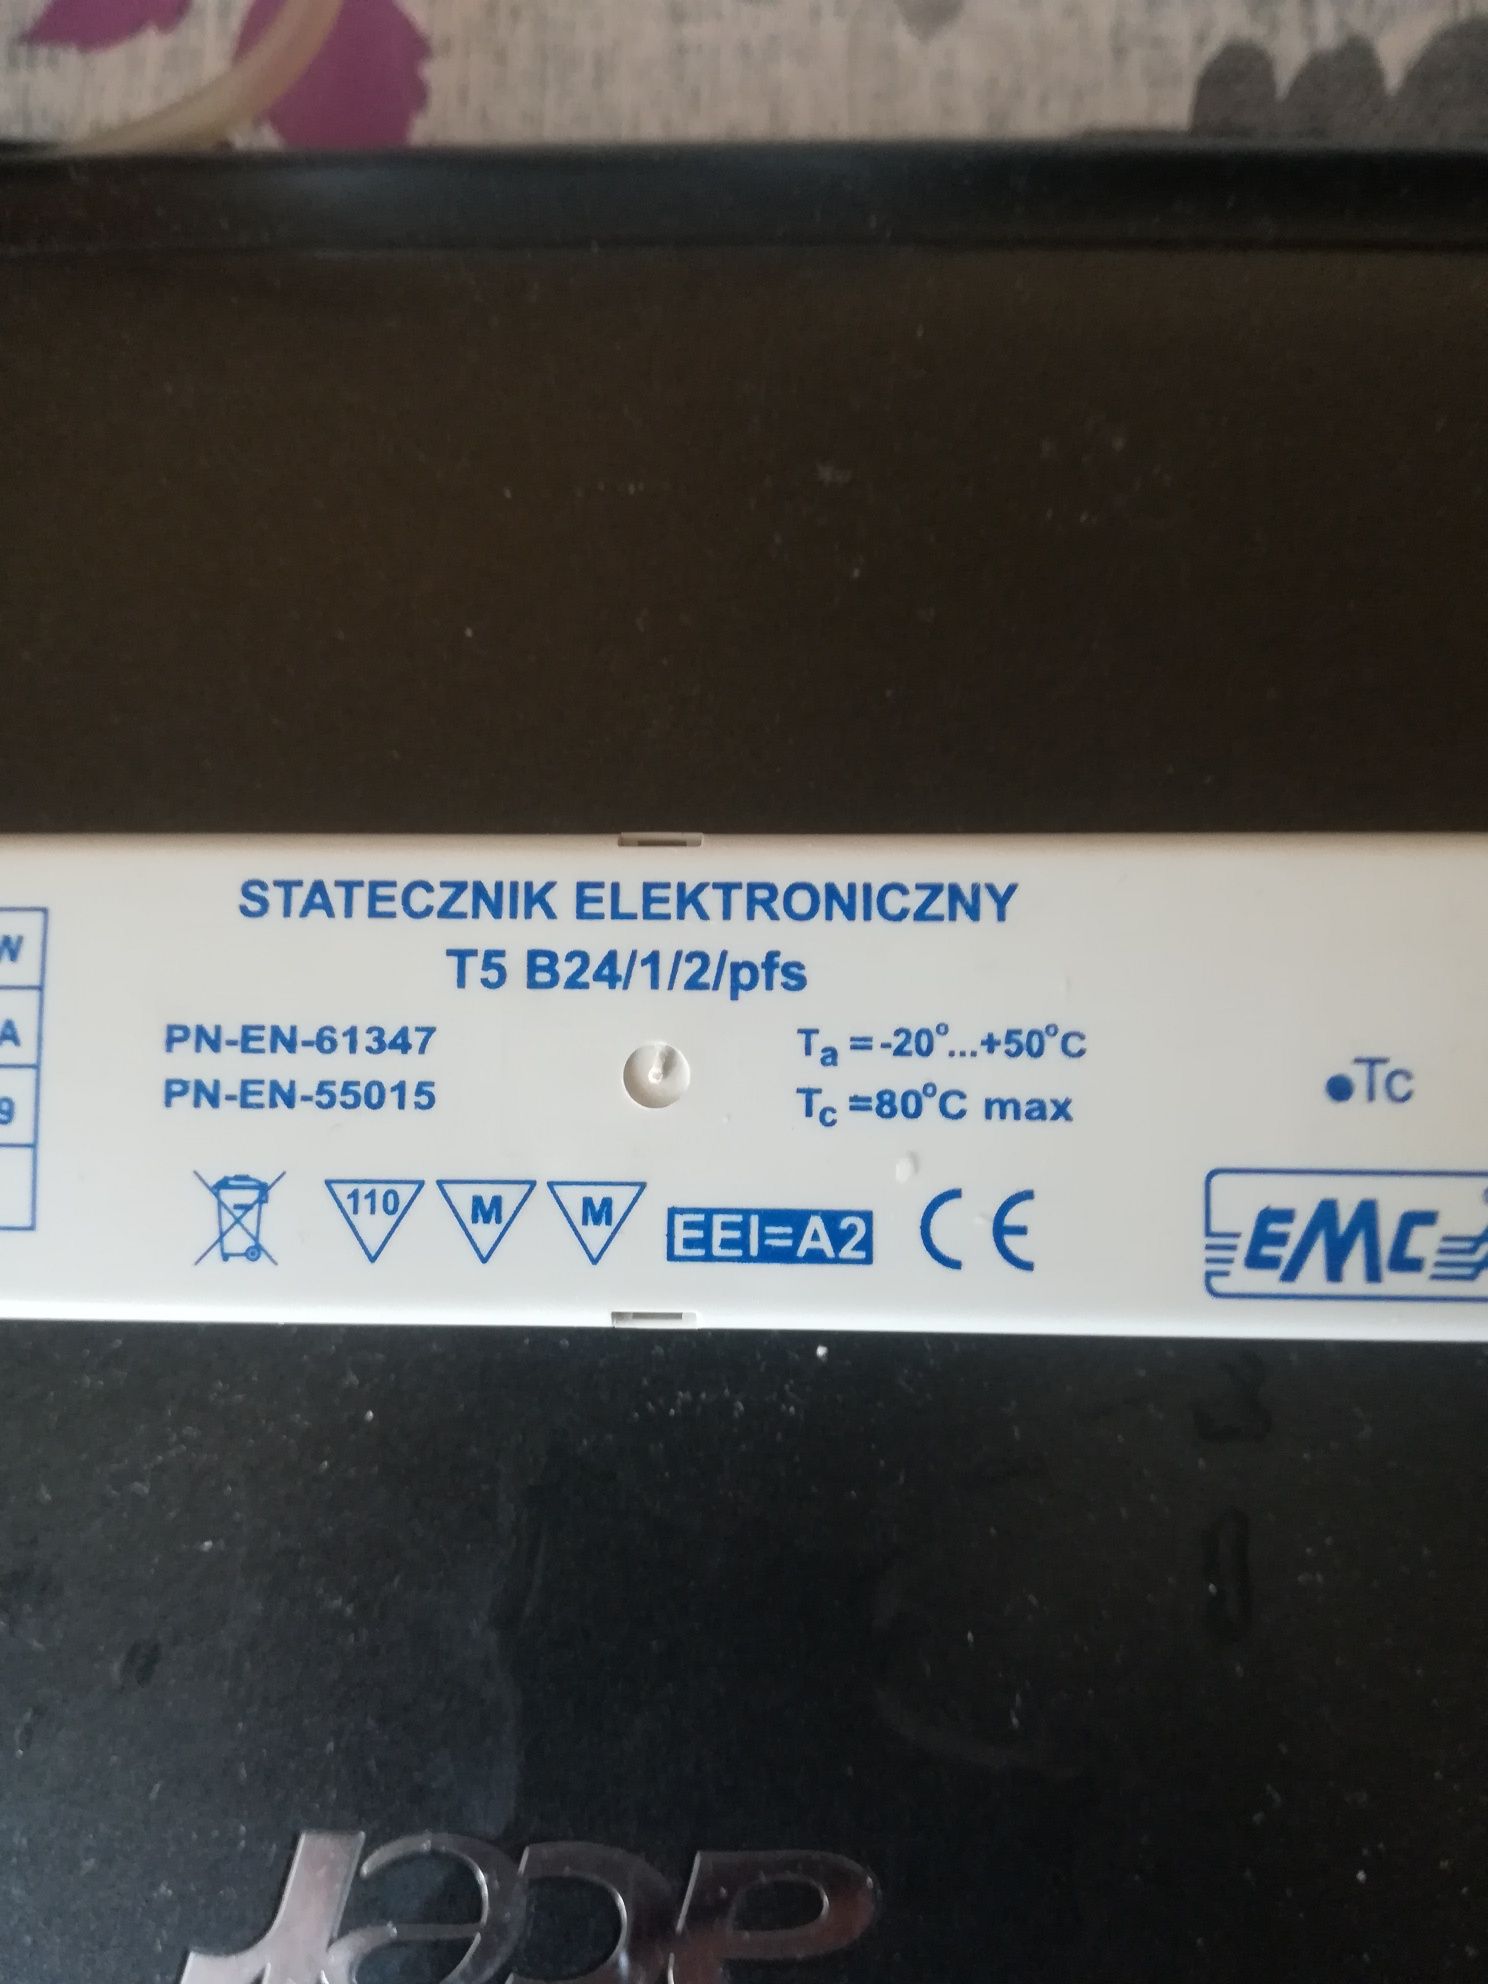 STATECZNIK ELEKTRONICZNY
T5 B24/1/2/pfs
W
A
9
PN-EN-61347
PN-EN-55015
Ta =-20°...+50°C
Tc =80°C max
•Tc
110 M M EEI=A2 CE
EMC
acer